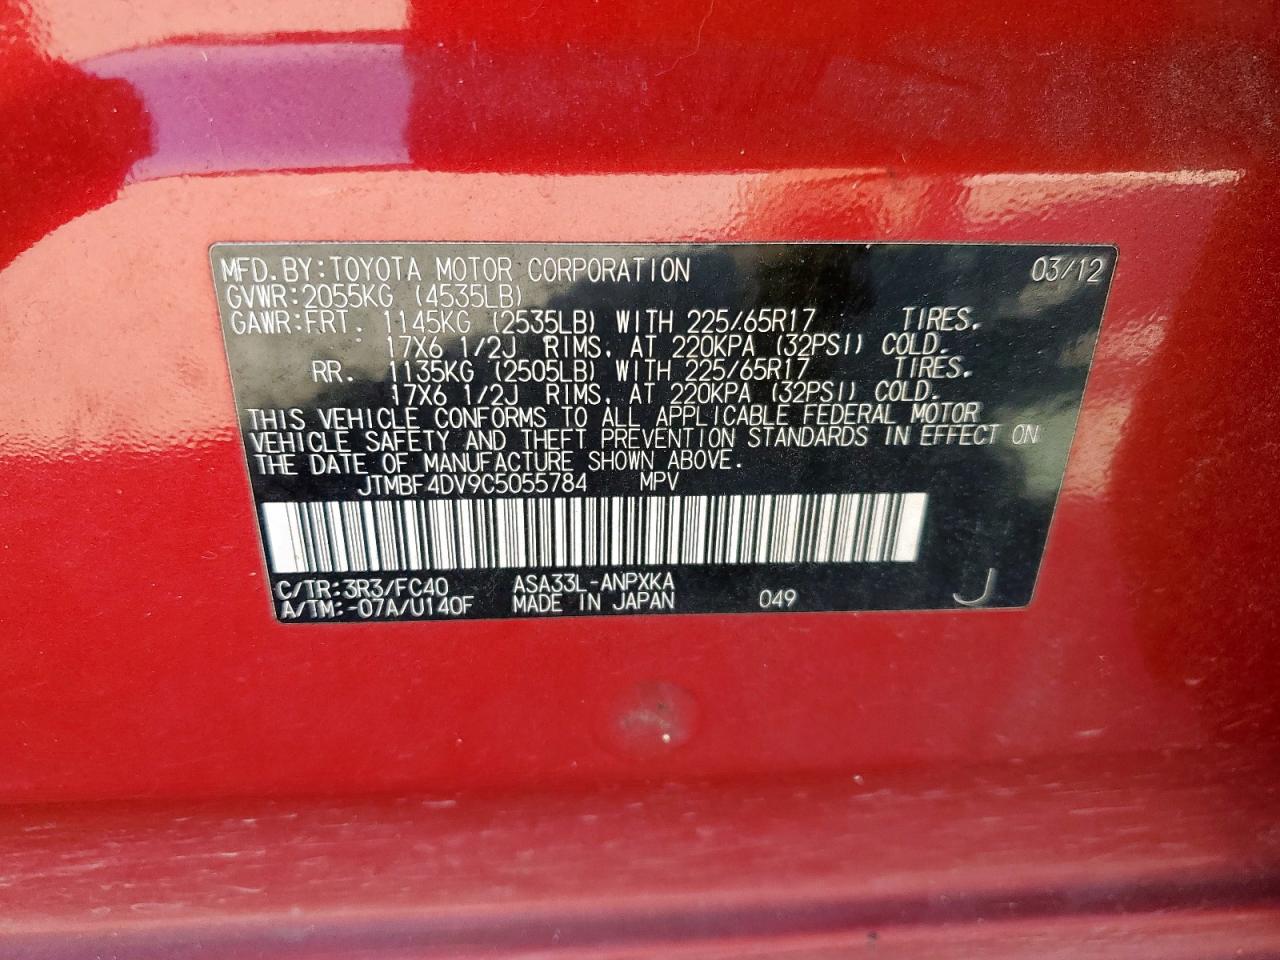 MFD.BY:TOYOTA MOTOR CORPORATION 03/12
GVWR:2055KG (4535LB)
GAWR:FRT. 1145KG (2535LB) WITH 225/65R17 TIRES.
17X6 1/2J RIMS, AT 220KPA (32PSI) COLD.
RR. 1135KG (2505LB) WITH 225/65R17 TIRES.
17X6 1/2J RIMS, AT 220KPA (32PSI) COLD.
THIS VEHICLE CONFORMS TO ALL APPLICABLE FEDERAL MOTOR
VEHICLE SAFETY AND THEFT PREVENTION STANDARDS IN EFFECT ON
THE DATE OF MANUFACTURE SHOWN ABOVE.
JTMBF4DV9C5055784 MPV
C/TR:3R3/FC40 ASA33L-ANPXKA
A/TM:-07A/U140F MADE IN JAPAN 049 J